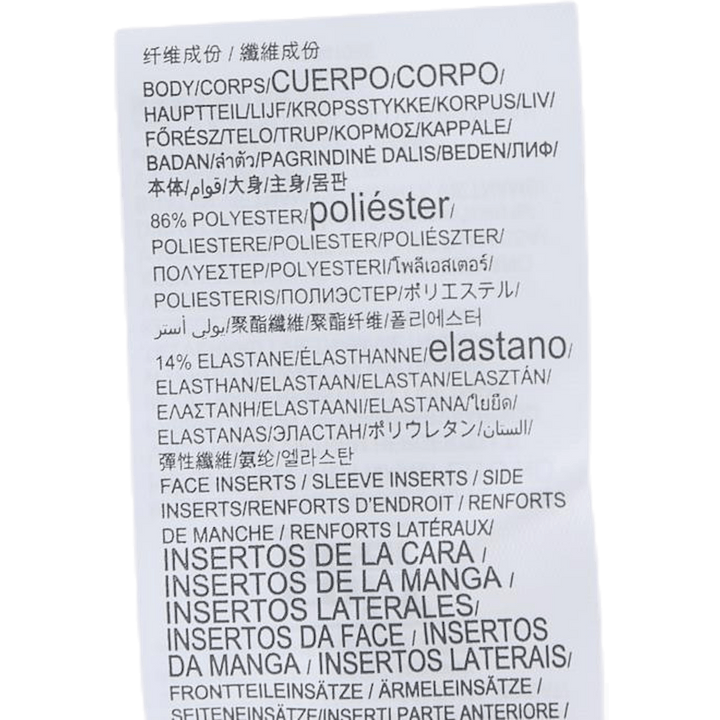 纤维成份 / 纖維成份
BODY/CORPS/CUERPO/CORPO/
HAUPTTEIL/LIJF/KROPSSTYKKE/KORPUS/LIV/
FŐRÉSZ/TELO/TRUP/ΚΟΡΜΟΣ/KAPPALE/
BADAN/ลำตัว/PAGRINDINĖ DALIS/BEDEN/ЛИФ/
本体/قوام/大身/主身/몸판
86% POLYESTER/poliéster/
POLIESTERE/POLIESTER/POLIÉSZTER/
ΠΟΛΥΕΣΤΕΡ/POLYESTERI/โพลีเอสเตอร์/
POLIESTERIS/ПОЛИЭСТЕР/ポリエステル/
بولي أستر/聚酯纖維/聚酯纤维/폴리에스터
14% ELASTANE/ÉLASTHANNE/elastano/
ELASTHAN/ELASTAAN/ELASTAN/ELASZTÁN/
ΕΛΑΣΤΑΝΗ/ELASTAANI/ELASTANA/ใยยืด/
ELASTANAS/ЭЛАСТАН/ポリウレタン/الستان/
彈性纖維/氨纶/엘라스탄
FACE INSERTS / SLEEVE INSERTS / SIDE
INSERTS/RENFORTS D'ENDROIT / RENFORTS
DE MANCHE / RENFORTS LATÉRAUX/
INSERTOS DE LA CARA /
INSERTOS DE LA MANGA /
INSERTOS LATERALES/
INSERTOS DA FACE / INSERTOS
DA MANGA / INSERTOS LATERAIS/
FRONTTEILEINSÄTZE / ÄRMELEINSÄTZE /
SEITENEINSÄTZE/INSERTI PARTE ANTERIORE /